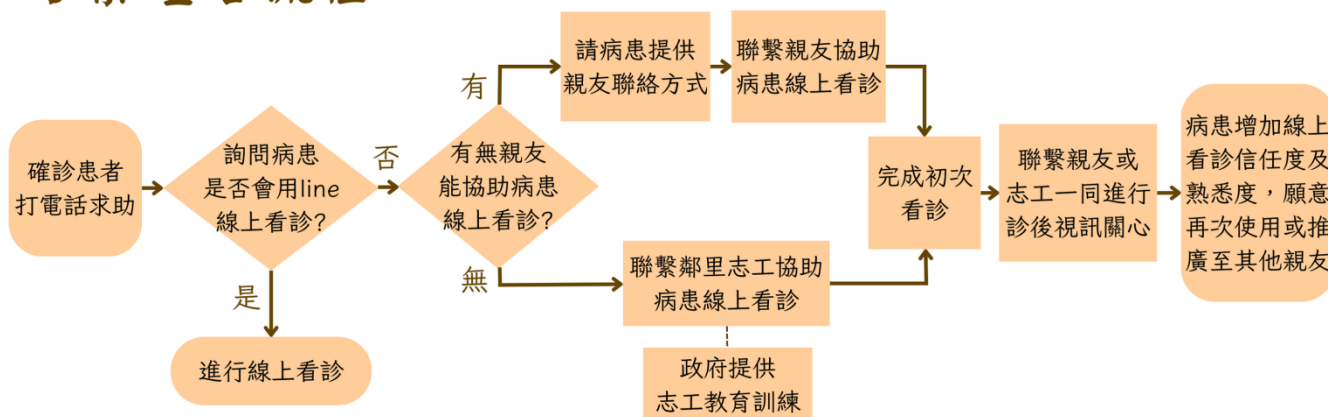 確診患者
打電話求助
詢問病患
是否會用line
線上看診?
是
進行線上看診
否
有無親友
能協助病患
線上看診?
有
請病患提供
親友聯絡方式
聯繫親友協助
病患線上看診
無
聯繫鄰里志工協助
病患線上看診
政府提供
志工教育訓練
完成初次
看診
聯繫親友或
志工一同進行
診後視訊關心
病患增加線上
看診信任度及
熟悉度，願意
再次使用或推
廣至其他親友